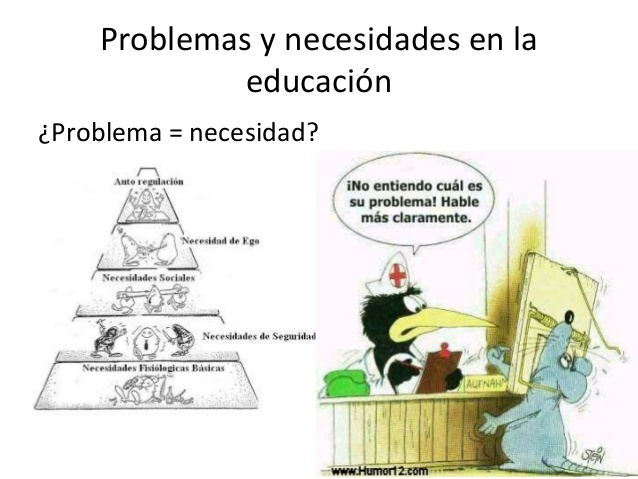 Problemas y necesidades en la
educación
¿Problema = necesidad?
Auto regulación
Necesidad de Ego
Necesidades Sociales
Necesidades de Seguridad
Necesidades Fisiológicas Básicas
¡No entiendo cuál es
su problema! Hable
más claramente.
AUFNAHM
www.Humor12.com